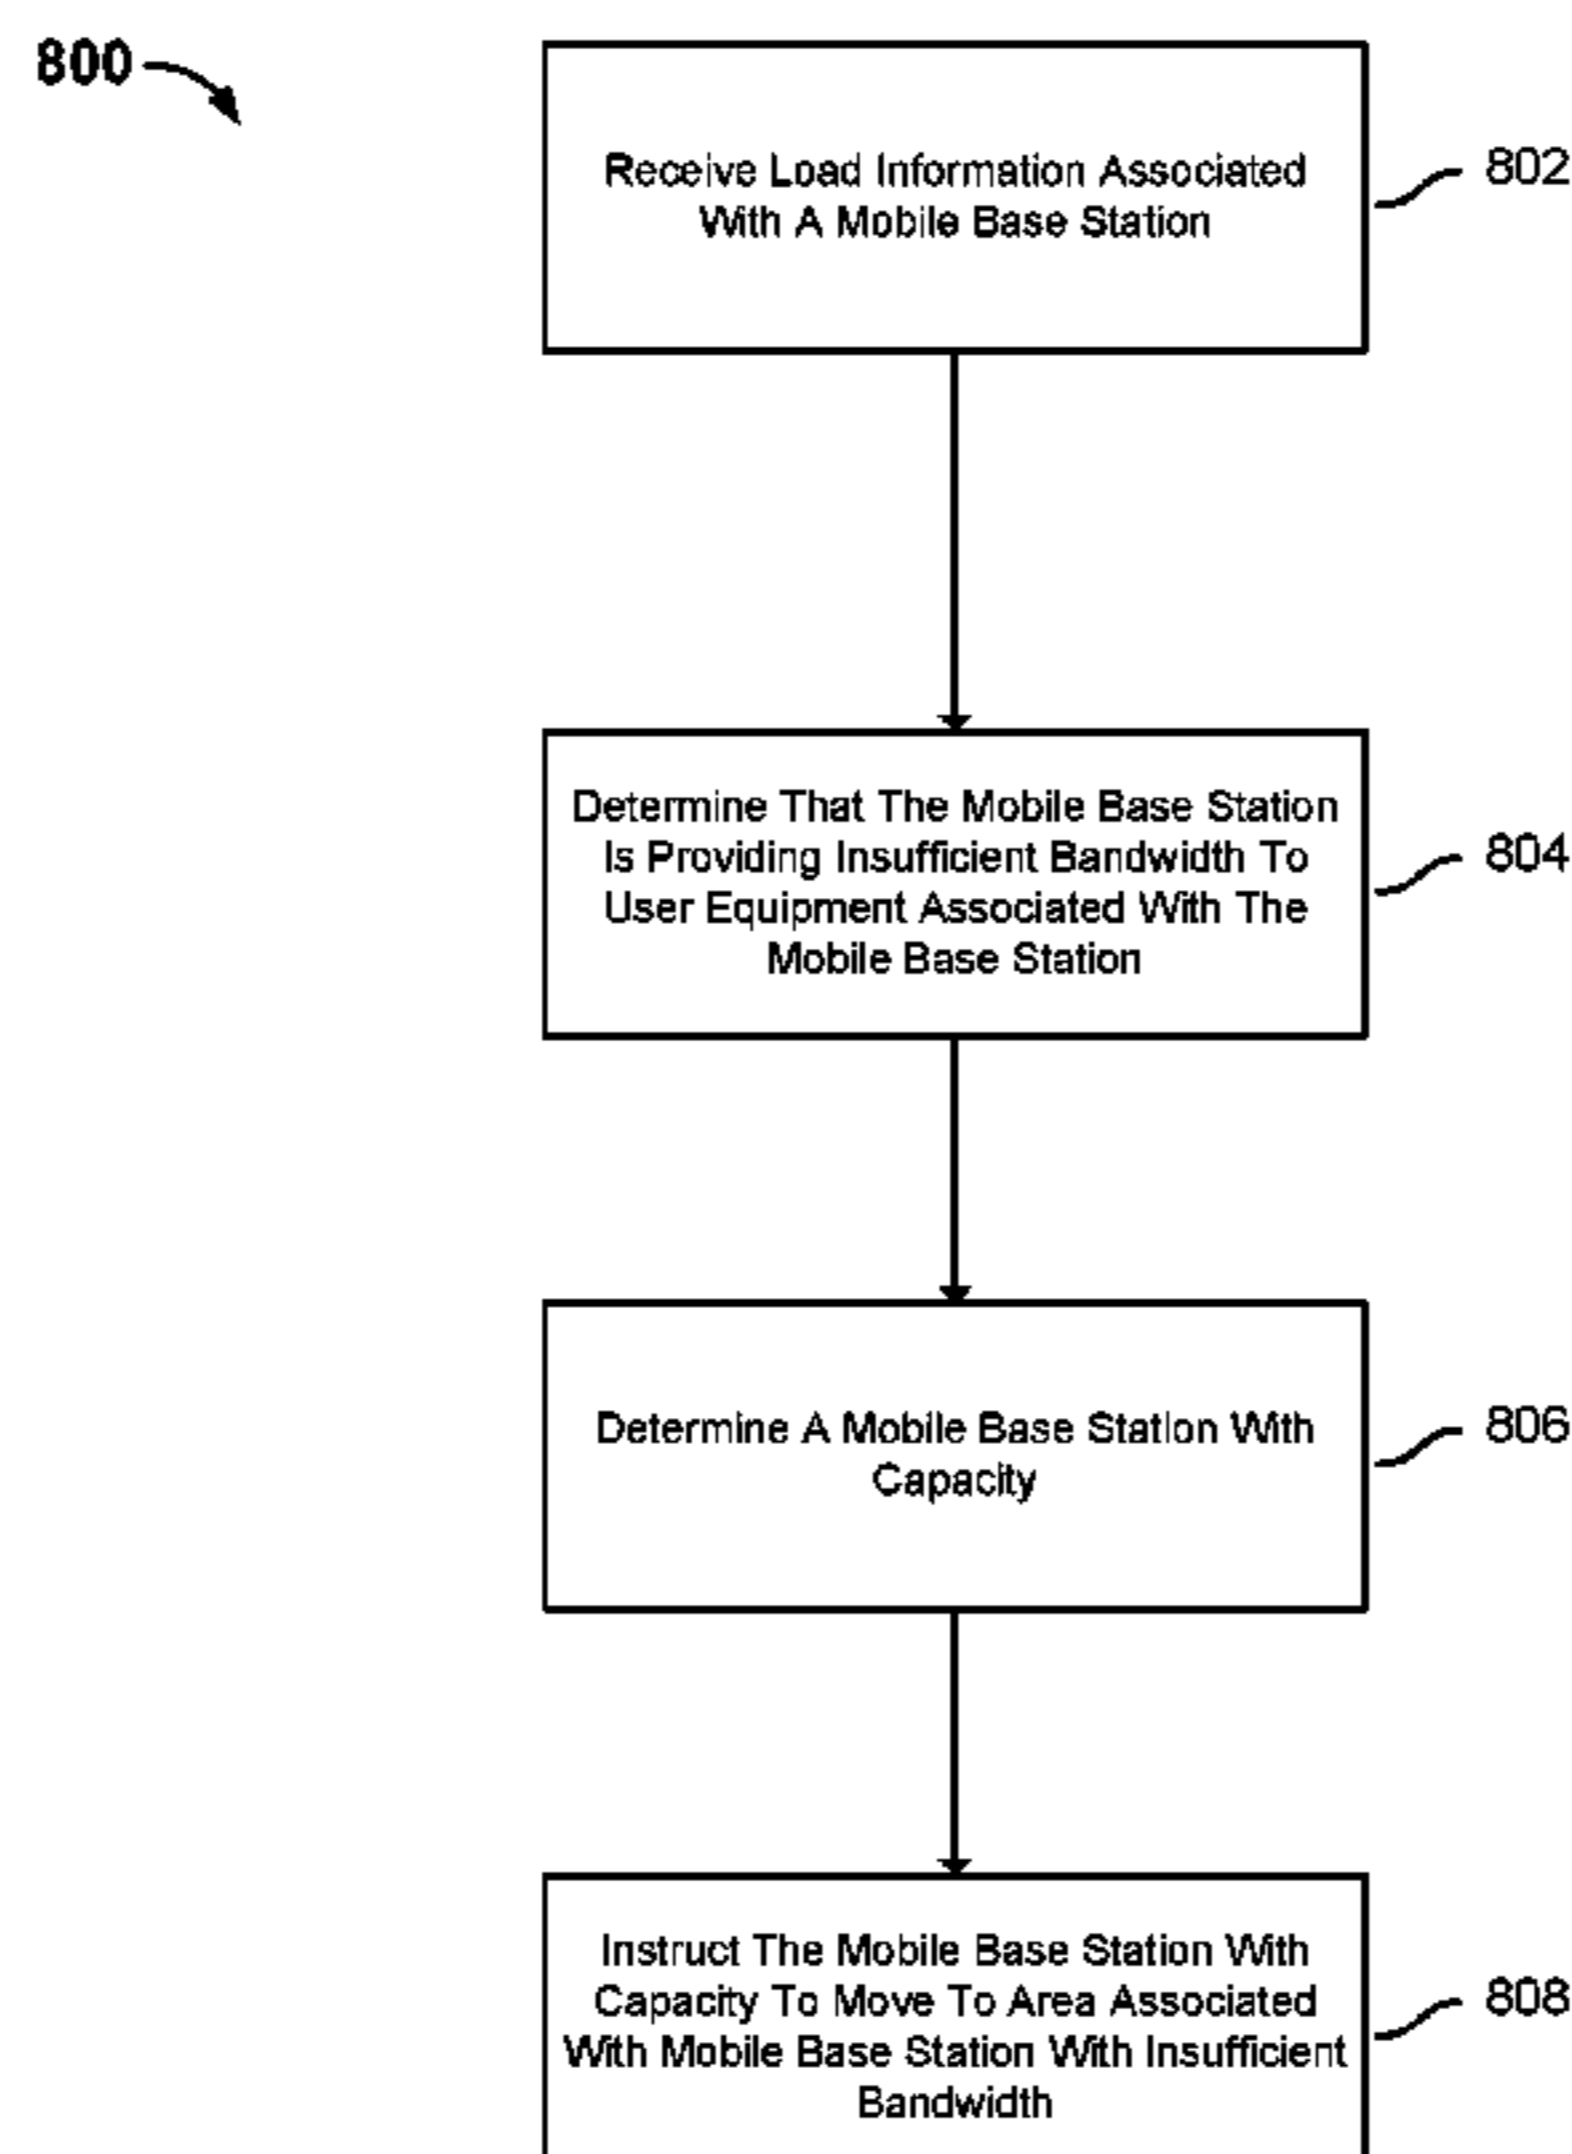 800
Receive Load Information Associated
With A Mobile Base Station
802
Determine That The Mobile Base Station
Is Providing Insufficient Bandwidth To
User Equipment Associated With The
Mobile Base Station
804
Determine A Mobile Base Station With
Capacity
806
Instruct The Mobile Base Station With
Capacity To Move To Area Associated
With Mobile Base Station With Insufficient
Bandwidth
808